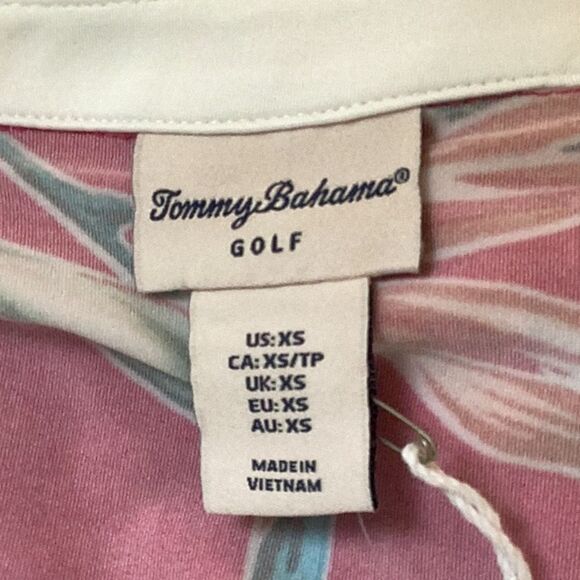 Tommy Bahama®
GOLF
US: XS
CA: XS/TP
UK: XS
EU: XS
AU: XS
MADE IN
VIETNAM